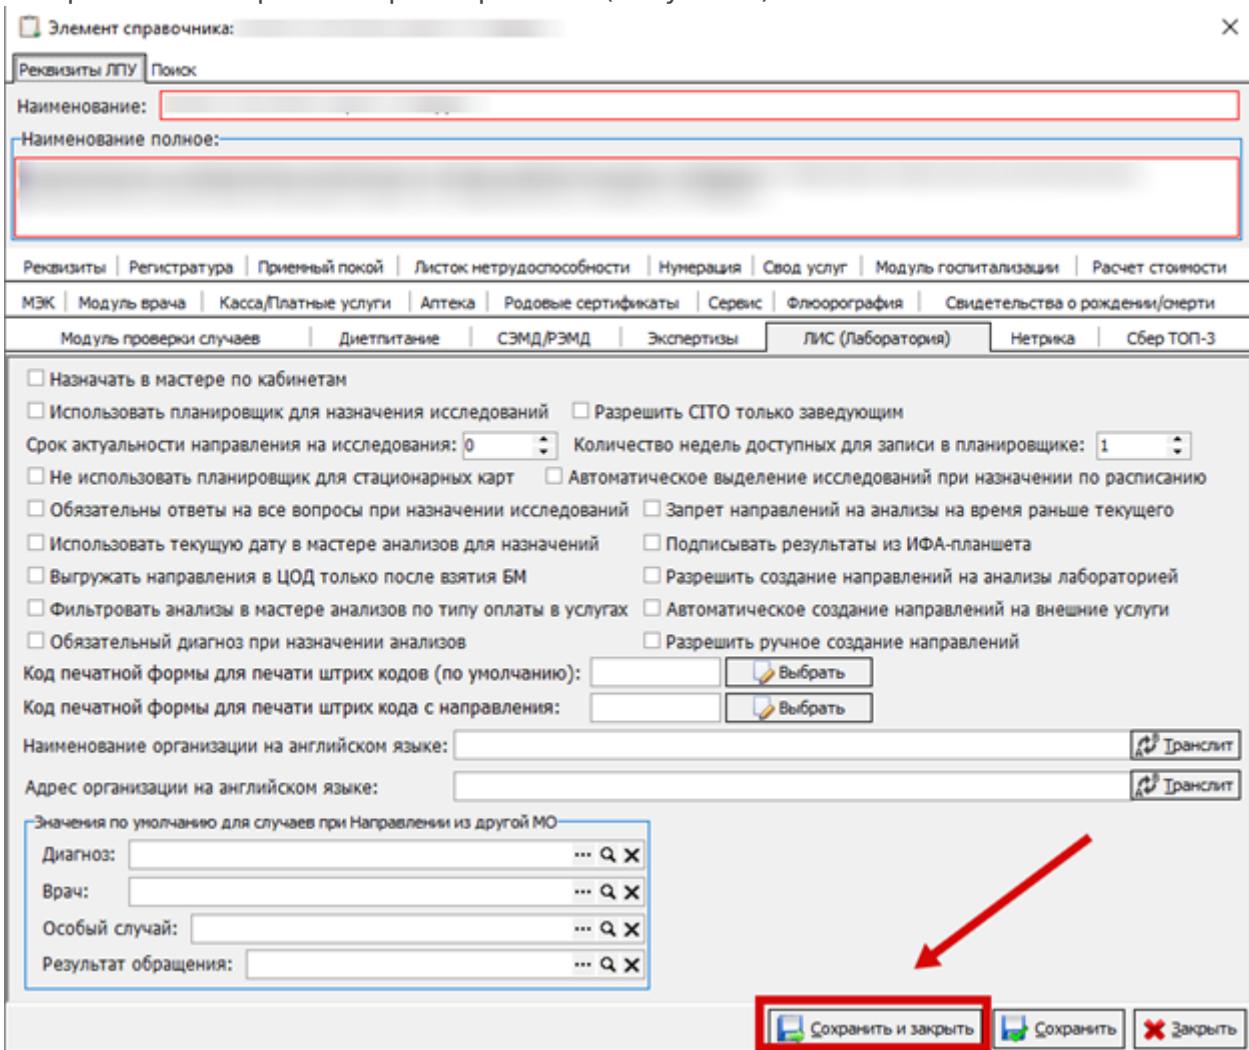 Элемент справочника:
Реквизиты ЛПУ Поиск
Наименование:
Наименование полное:
Реквизиты Регистратура Приемный покой Листок нетрудоспособности Нумерация Свод услуг Модуль госпитализации Расчет стоимости
МЭК Модуль врача Касса/Платные услуги Аптека Родовые сертификаты Сервис Флюорография Свидетельства о рождении/смерти
Модуль проверки случаев Диетпитание СЭМД/РЭМД Экспертизы ЛИС (Лаборатория) Нетрика Сбер ТОП-3
Назначать в мастере по кабинетам
Использовать планировщик для назначения исследований Разрешить CITO только заведующим
Срок актуальности направления на исследования: 0 Количество недель доступных для записи в планировщике: 1
Не использовать планировщик для стационарных карт Автоматическое выделение исследований при назначении по расписанию
Обязательны ответы на все вопросы при назначении исследований Запрет направлений на анализы на время раньше текущего
Использовать текущую дату в мастере анализов для назначений Подписывать результаты из ИФА-планшета
Выгружать направления в ЦОД только после взятия БМ Разрешить создание направлений на анализы лабораторией
Фильтровать анализы в мастере анализов по типу оплаты в услугах Автоматическое создание направлений на внешние услуги
Обязательный диагноз при назначении анализов Разрешить ручное создание направлений
Код печатной формы для печати штрих кодов (по умолчанию): Выбрать
Код печатной формы для печати штрих кода с направления: Выбрать
Наименование организации на английском языке: Транслит
Адрес организации на английском языке: Транслит
Значения по умолчанию для случаев при Направлении из другой МО
Диагноз:
Врач:
Особый случай:
Результат обращения:
Сохранить и закрыть Сохранить Закрыть